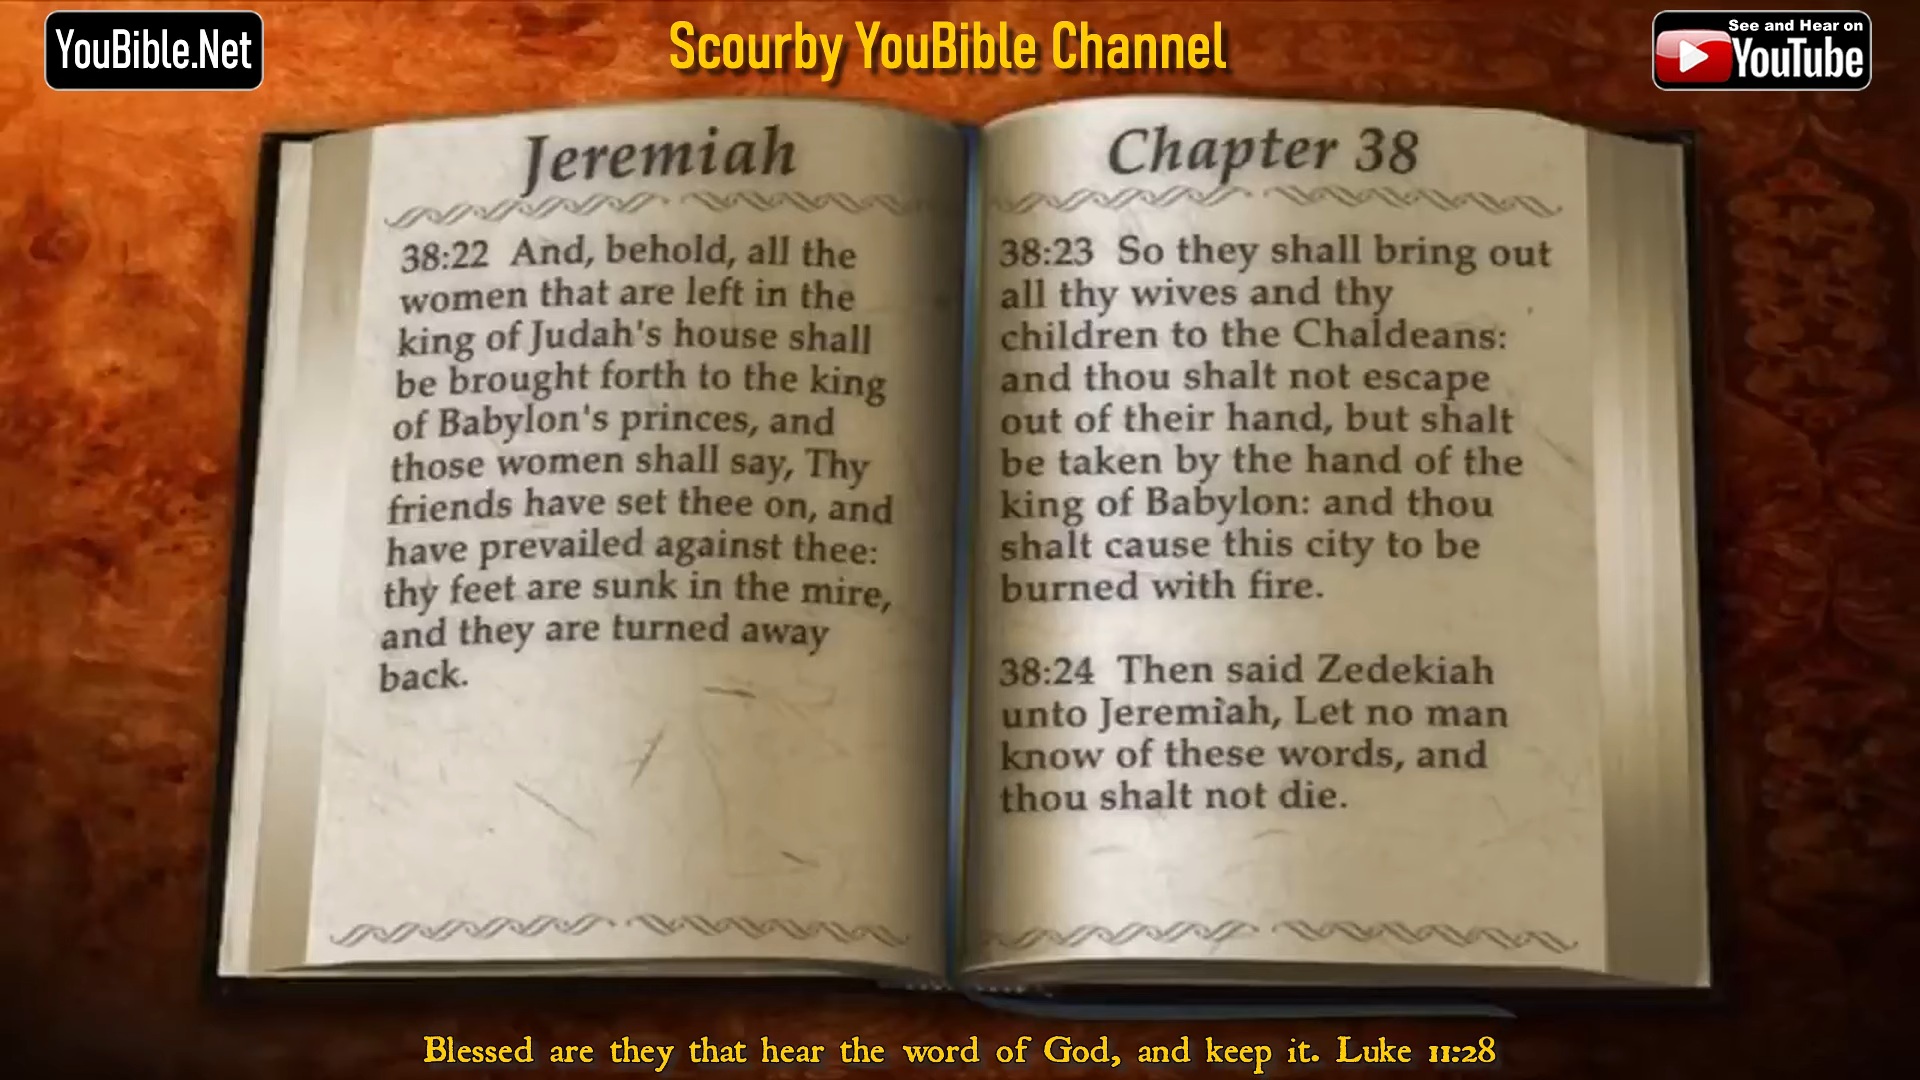 YouBible.Net
Scourby YouBible Channel
See and Hear on
YouTube
Jeremiah
38:22 And, behold, all the
women that are left in the
king of Judah's house shall
be brought forth to the king
of Babylon's princes, and
those women shall say, Thy
friends have set thee on, and
have prevailed against thee:
thy feet are sunk in the mire,
and they are turned away
back.
Chapter 38
38:23 So they shall bring out
all thy wives and thy
children to the Chaldeans:
and thou shalt not escape
out of their hand, but shalt
be taken by the hand of the
king of Babylon: and thou
shalt cause this city to be
burned with fire.
38:24 Then said Zedekiah
unto Jeremiah, Let no man
know of these words, and
thou shalt not die.
Blessed are they that hear the word of God, and keep it. Luke 11:28